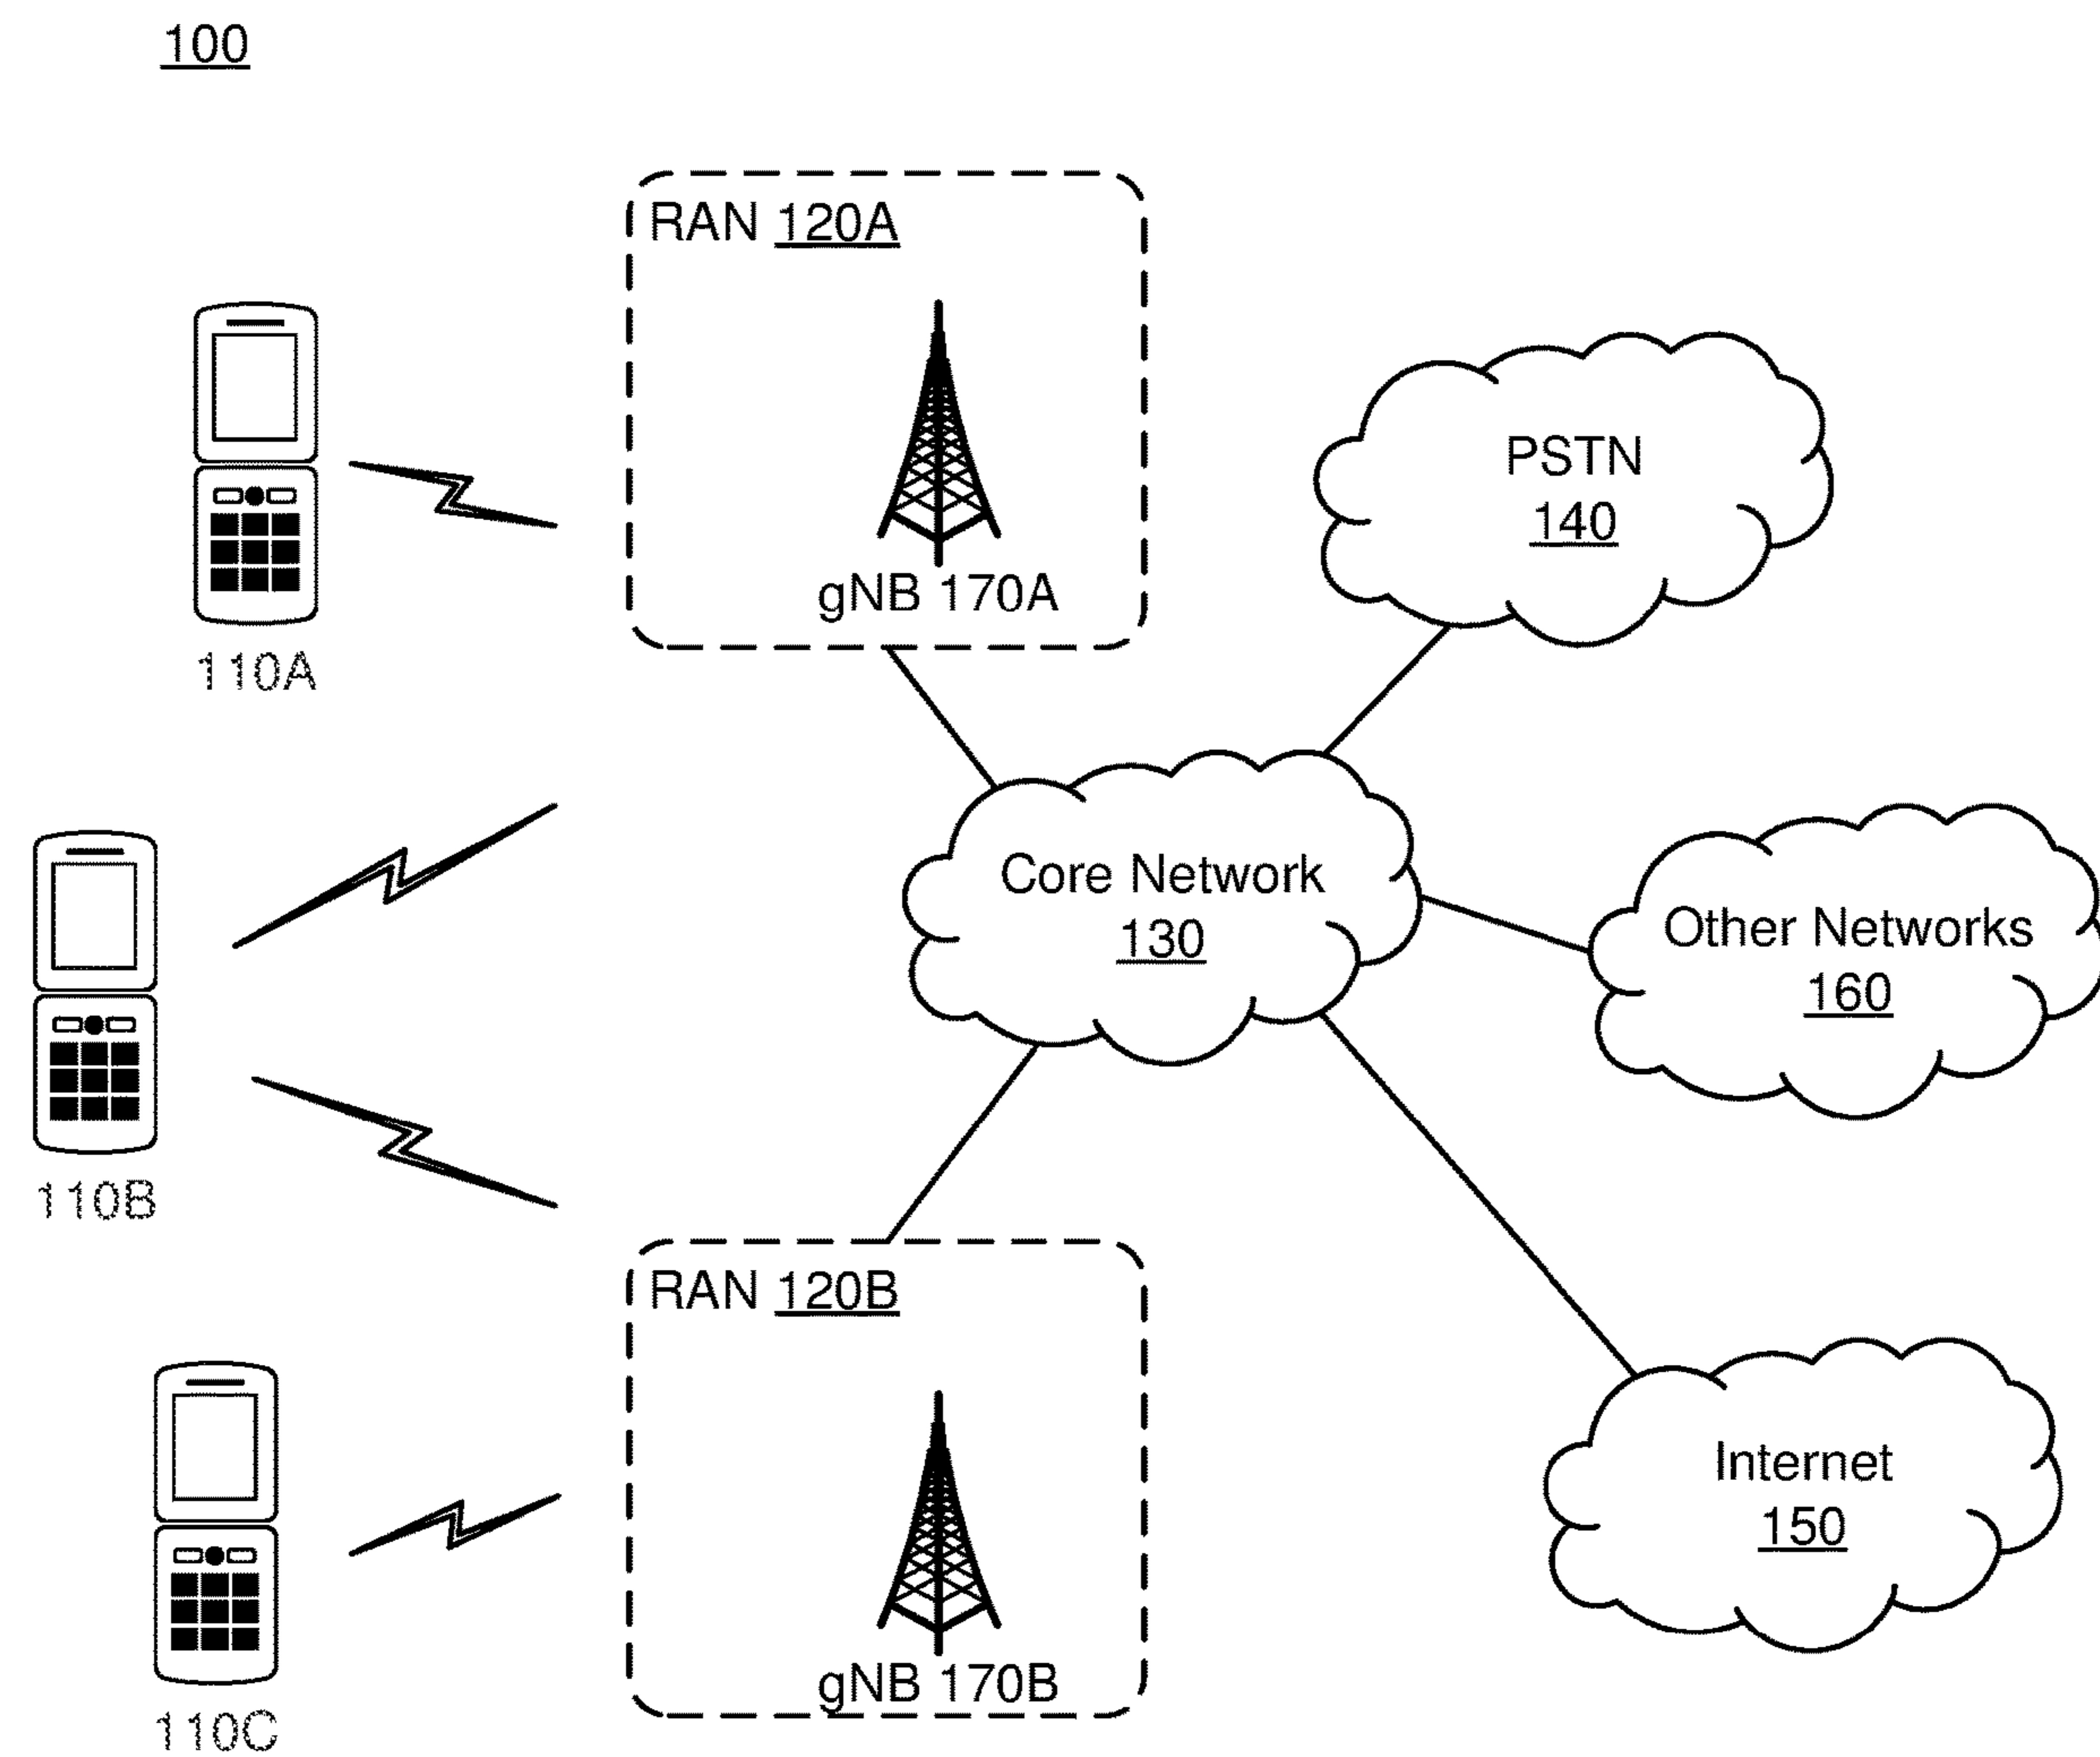 100
RAN 120A
gNB 170A
110A
PSTN
140
Core Network
130
Other Networks
160
110B
RAN 120B
gNB 170B
Internet
150
110C